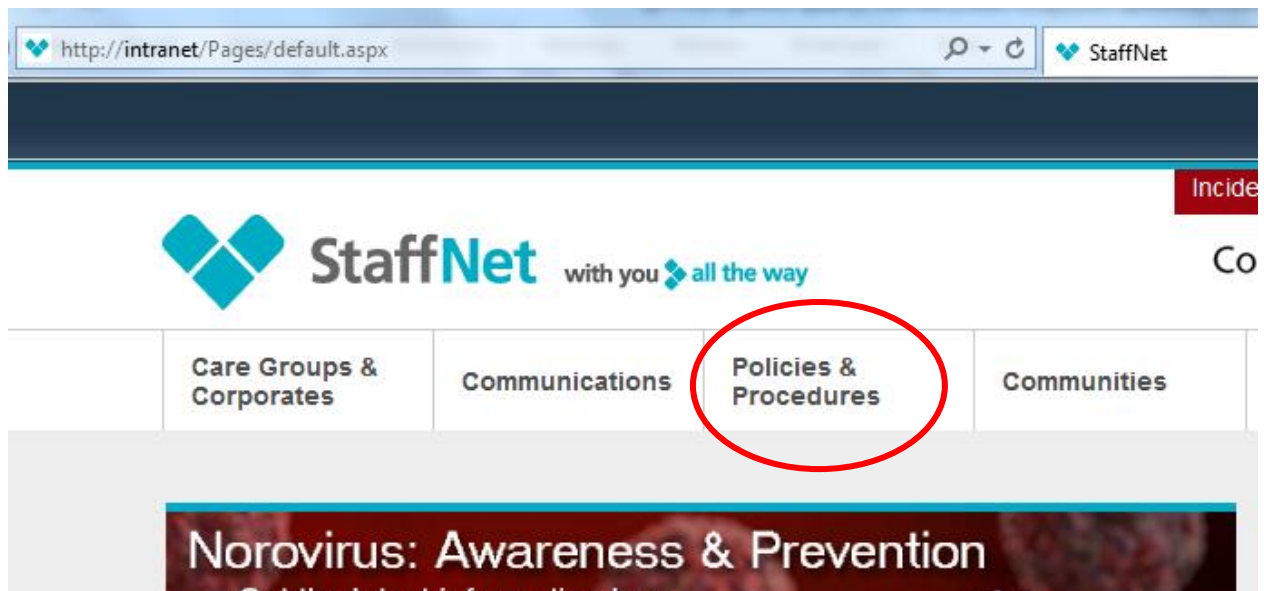 http://intranet/Pages/default.aspx
StaffNet
Incide
StaffNet with you all the way
Co
Care Groups &
Corporates
Communications
Policies &
Procedures
Communities
Norovirus: Awareness & Prevention